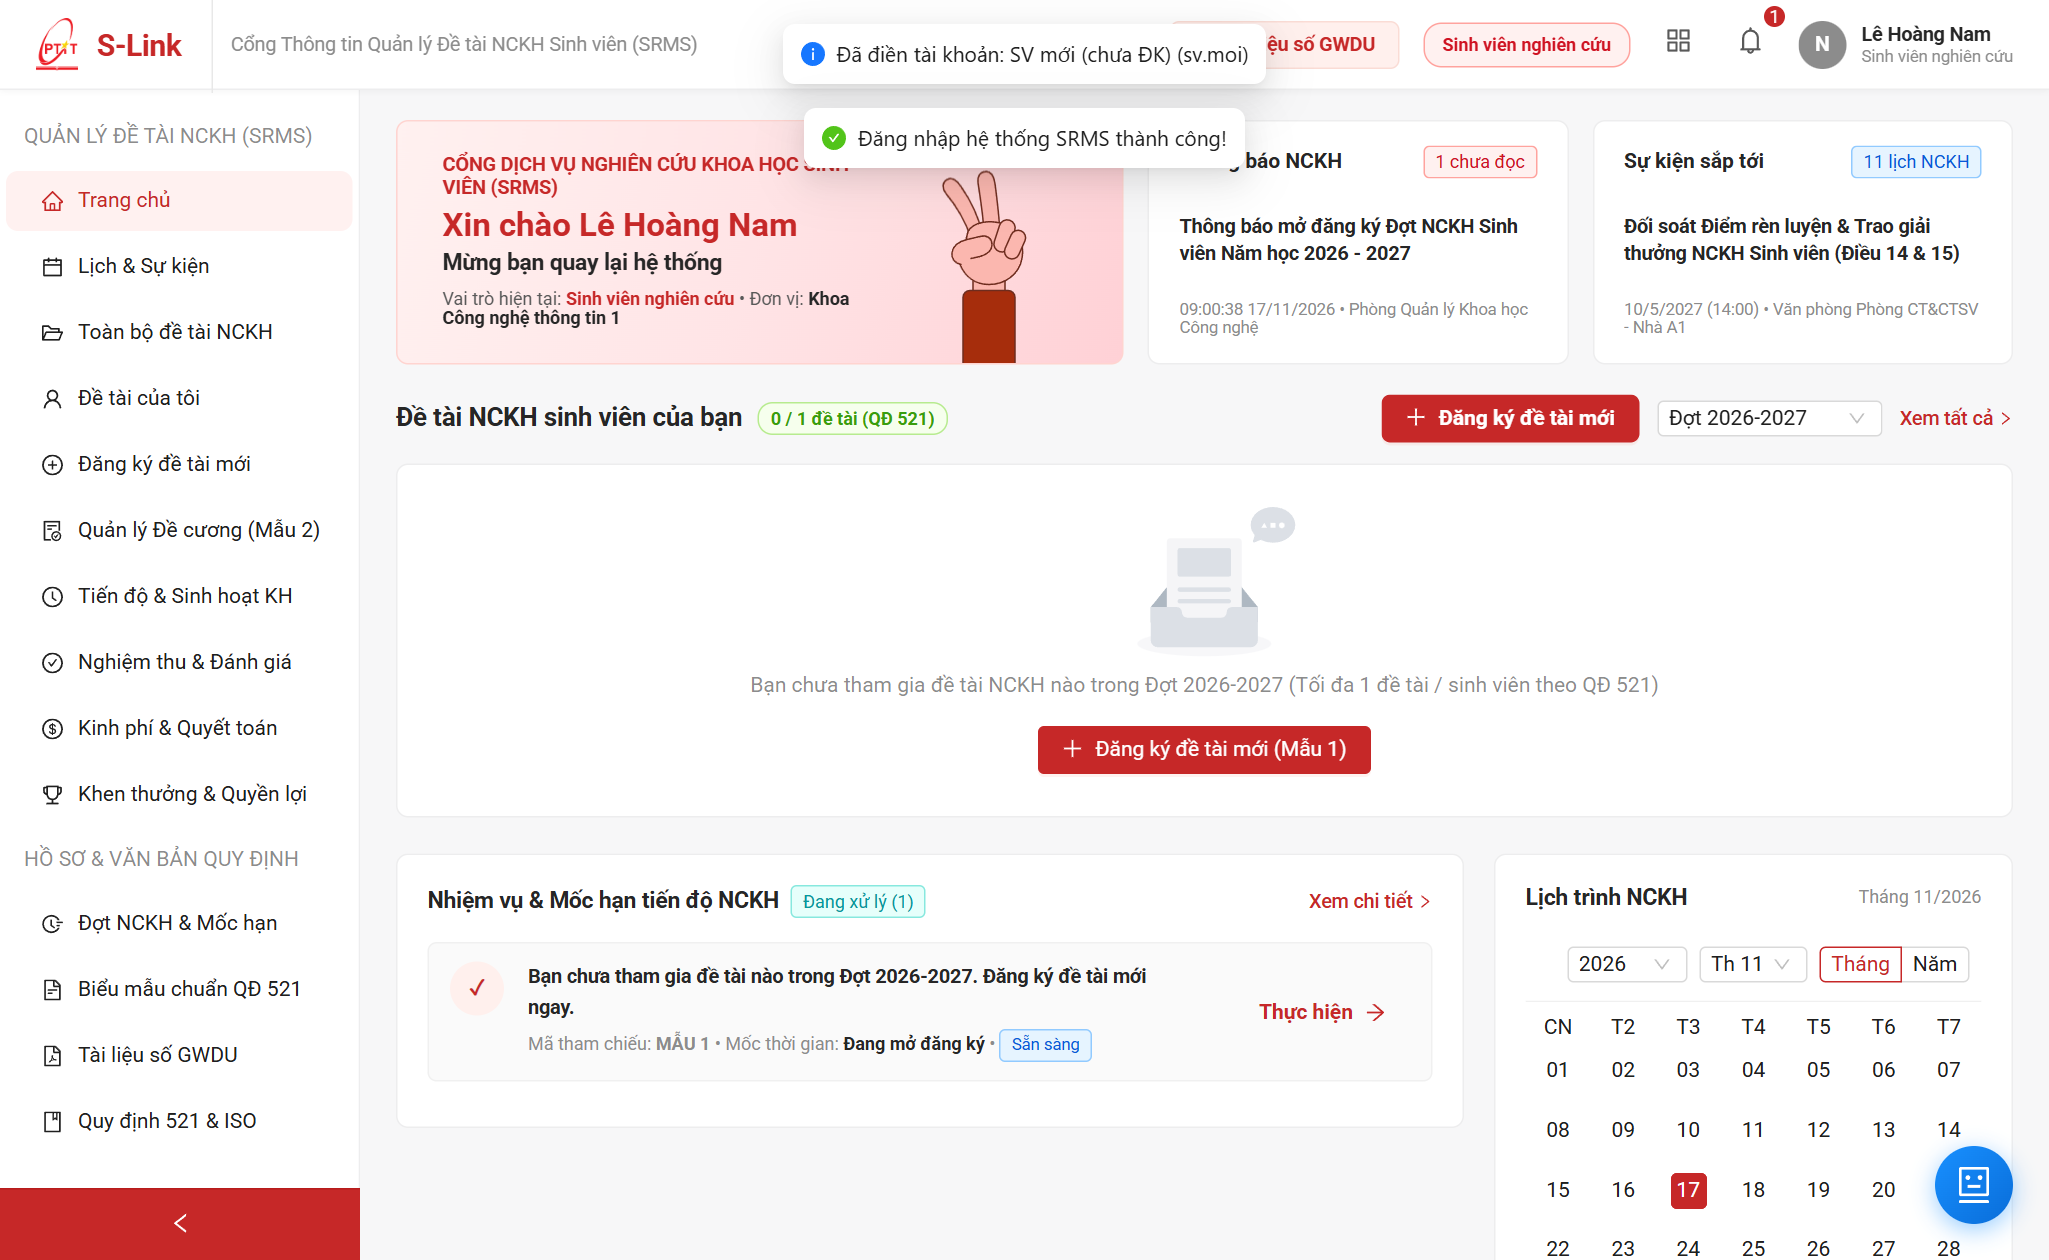 PTIT
S-Link
Cổng Thông tin Quản lý Đề tài NCKH Sinh viên (SRMS)
Đã điền tài khoản: SV mới (chưa ĐK) (sv.moi)
số GWDU
Sinh viên nghiên cứu
1
N
Lê Hoàng Nam
Sinh viên nghiên cứu
Đăng nhập hệ thống SRMS thành công!
QUẢN LÝ ĐỀ TÀI NCKH (SRMS)
Trang chủ
Lịch & Sự kiện
Toàn bộ đề tài NCKH
Đề tài của tôi
Đăng ký đề tài mới
Quản lý Đề cương (Mẫu 2)
Tiến độ & Sinh hoạt KH
Nghiệm thu & Đánh giá
Kinh phí & Quyết toán
Khen thưởng & Quyền lợi
HỒ SƠ & VĂN BẢN QUY ĐỊNH
Đợt NCKH & Mốc hạn
Biểu mẫu chuẩn QĐ 521
Tài liệu số GWDU
Quy định 521 & ISO
CỔNG DỊCH VỤ NGHIÊN CỨU KHOA HỌC SINH
VIÊN (SRMS)
Xin chào Lê Hoàng Nam
Mừng bạn quay lại hệ thống
Vai trò hiện tại: Sinh viên nghiên cứu • Đơn vị: Khoa
Công nghệ thông tin 1
báo NCKH
1 chưa đọc
Thông báo mở đăng ký Đợt NCKH Sinh
viên Năm học 2026 - 2027
09:00:38 17/11/2026 • Phòng Quản lý Khoa học
Công nghệ
Sự kiện sắp tới
11 lịch NCKH
Đối soát Điểm rèn luyện & Trao giải
thưởng NCKH Sinh viên (Điều 14 & 15)
10/5/2027 (14:00) • Văn phòng Phòng CT&CTSV
- Nhà A1
Đề tài NCKH sinh viên của bạn
0 / 1 đề tài (QĐ 521)
Đăng ký đề tài mới
Đợt 2026-2027
Xem tất cả
Bạn chưa tham gia đề tài NCKH nào trong Đợt 2026-2027 (Tối đa 1 đề tài / sinh viên theo QĐ 521)
Đăng ký đề tài mới (Mẫu 1)
Nhiệm vụ & Mốc hạn tiến độ NCKH
Đang xử lý (1)
Xem chi tiết
Bạn chưa tham gia đề tài nào trong Đợt 2026-2027. Đăng ký đề tài mới
ngay.
Mã tham chiếu: MẪU 1 • Mốc thời gian: Đang mở đăng ký • Sẵn sàng
Thực hiện
Lịch trình NCKH
Tháng 11/2026
2026
Th 11
Tháng
Năm
CN T2 T3 T4 T5 T6 T7
01 02 03 04 05 06 07
08 09 10 11 12 13 14
15 16 17 18 19 20
22 23 24 25 26 27 28